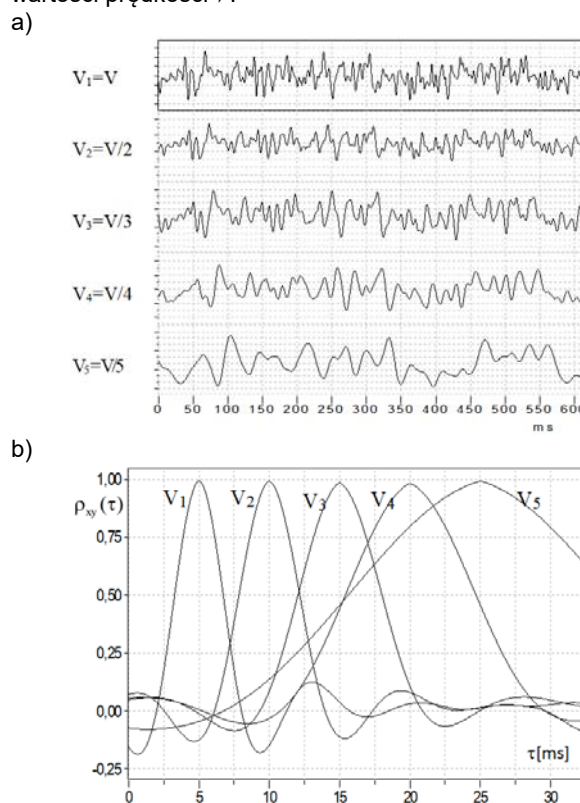 a)
V₁=V
V₂=V/2
V₃=V/3
V₄=V/4
V₅=V/5
0 50 100 150 200 250 300 350 400 450 500 550 600
ms
b)
1,00
ρxy(τ)
V₁ V₂ V₃ V₄ V₅
0,75
0,50
0,25
0,00
-0,25
τ[ms]
0 5 10 15 20 25 30